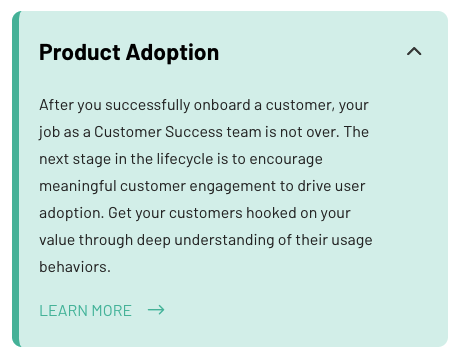 Product Adoption
After you successfully onboard a customer, your
job as a Customer Success team is not over. The
next stage in the lifecycle is to encourage
meaningful customer engagement to drive user
adoption. Get your customers hooked on your
value through deep understanding of their usage
behaviors.
LEARN MORE